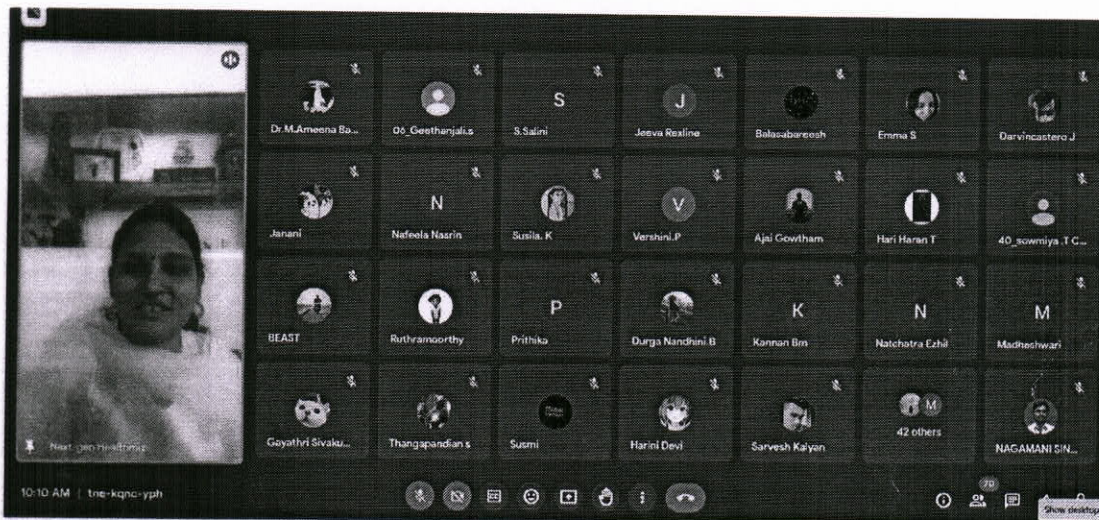 Dr.M.Ameena Ba...
06_Geethanjali.s
S
S.Salini
J
Jeeva Rexline
Balasabareesh
Emma S
Darvincastero J
Janani
N
Nafeela Nasrin
Susila. K
V
Vershini.P
Ajai Gowtham
Hari Haran T
40_sowmiya .T C...
BEAST
Ruthramoorthy
P
Prithika
Durga Nandhini.B
K
Kannan Bm
N
Natchatra Ezhil
M
Madheshwari
Gayathri Sivaku...
Thangapandian s
Susmi
Harini Devi
Sarvesh Kalyan
M
42 others
NAGAMANI SIN...
Next gen
10:10 AM | tne-kqnc-yph
70
Show desktop